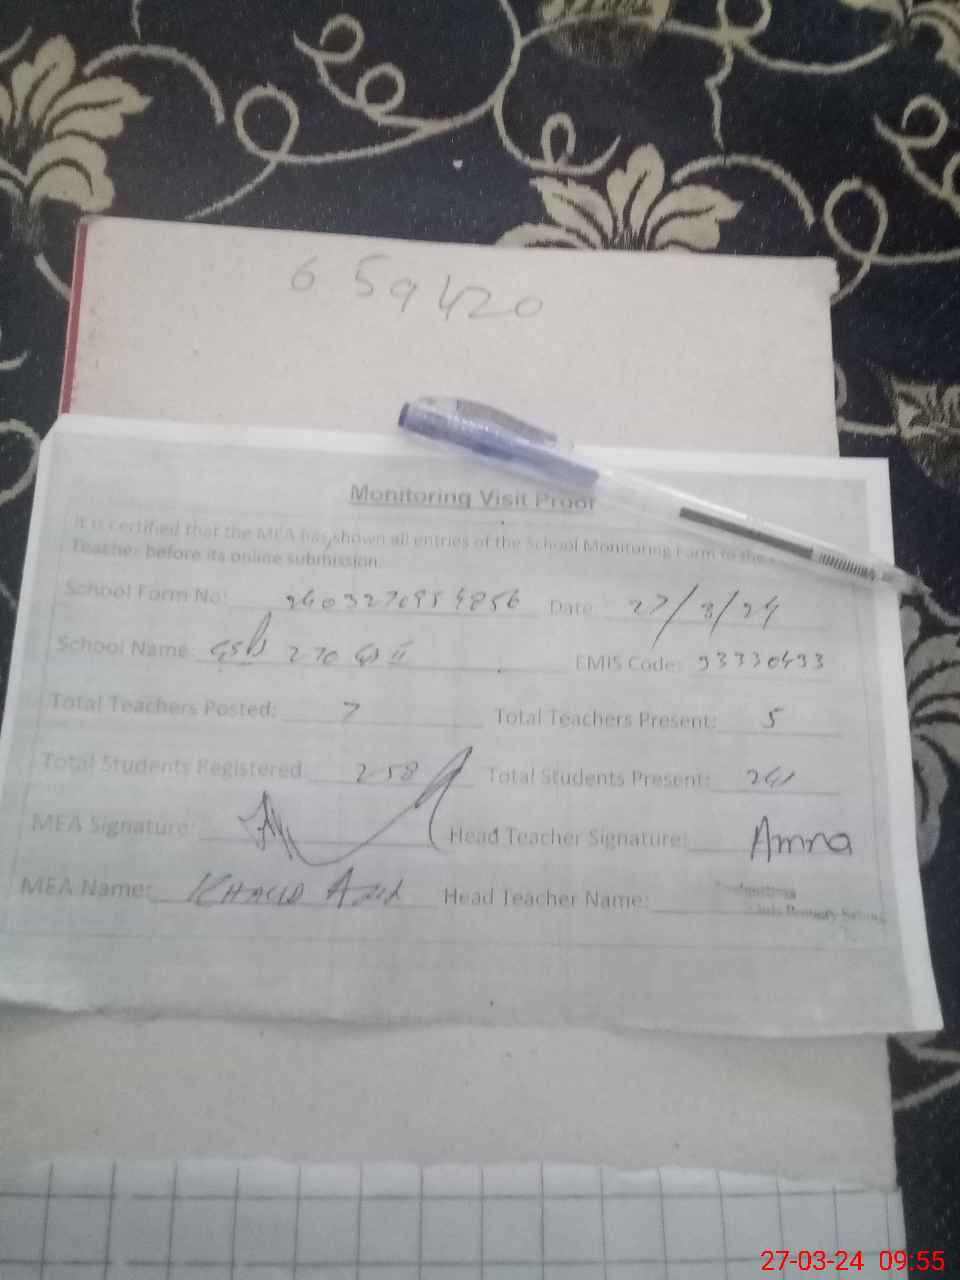 659420
Monitoring Visit Proof
It is certified that the MEA has shown all entries of the School Monitoring Form to the
Teacher before its online submission.
School Form No: Date: 27/3/24
School Name: 270 EMIS Code: 93330493
Total Teachers Posted: 7 Total Teachers Present: 5
Total Students Registered: 258 Total Students Present: 241
MEA Signature: Head Teacher Signature: Amna
MEA Name: KHALID AZIZ Head Teacher Name:
27-03-24 09:55